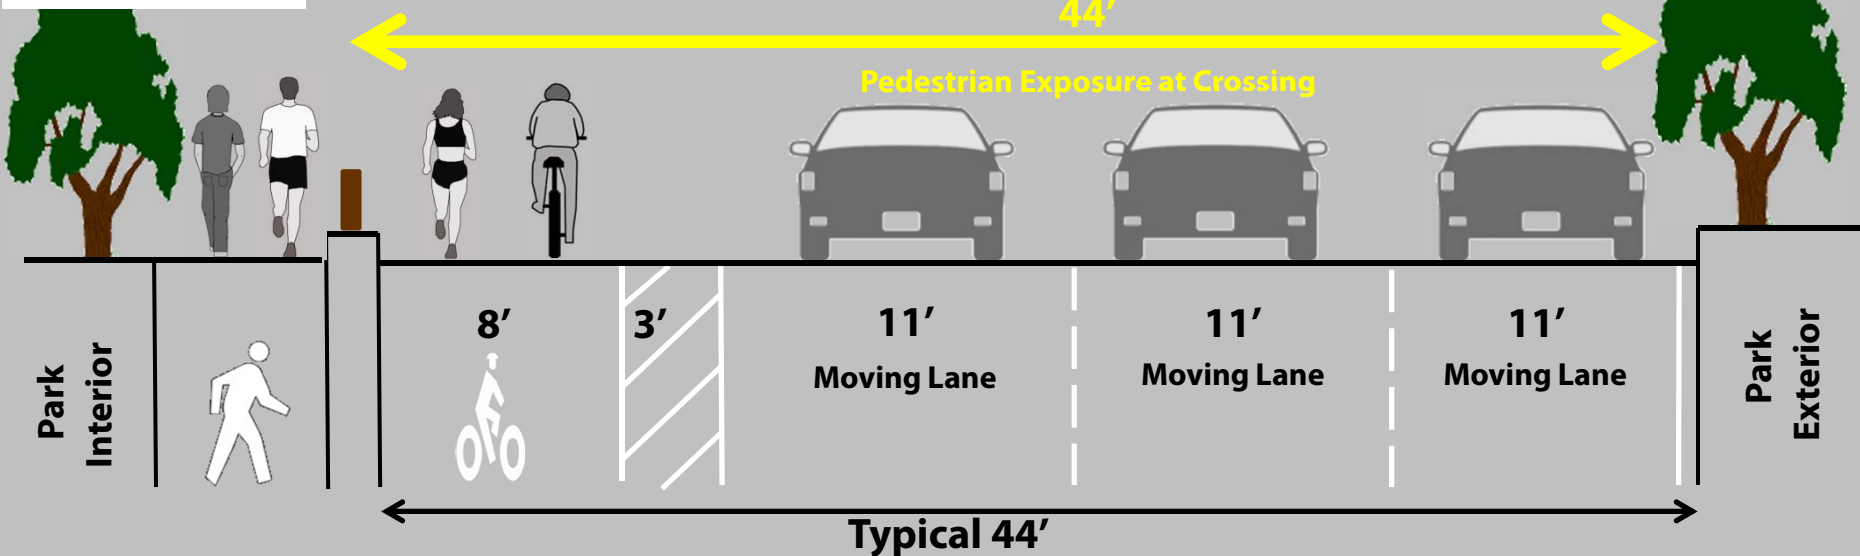 44’
Pedestrian Exposure at Crossing
Park
Interior
8’
3’
11’
Moving Lane
11’
Moving Lane
11’
Moving Lane
Park
Exterior
Typical 44’